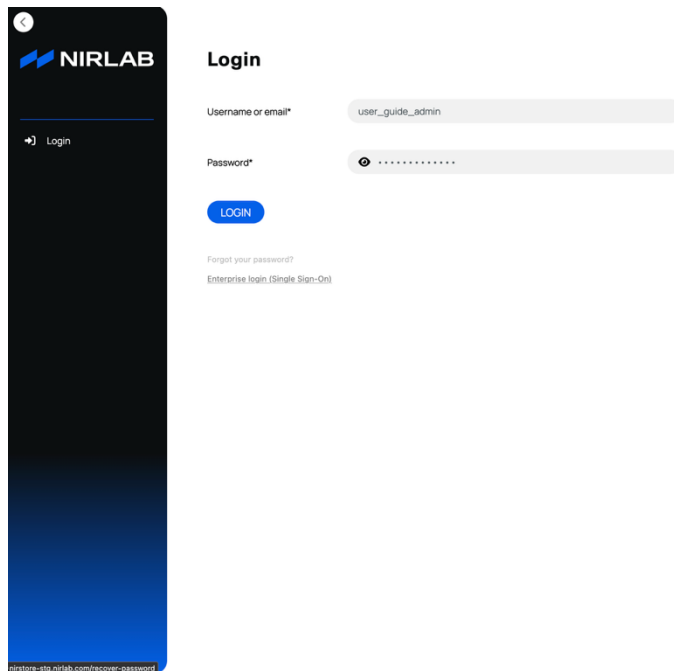 NIRLAB
Login
Login
Username or email*
user_guide_admin
Password*
•••••••••••••
LOGIN
Forgot your password?
Enterprise login (Single Sign-On)
nirstore-stg.nirlab.com/recover-password